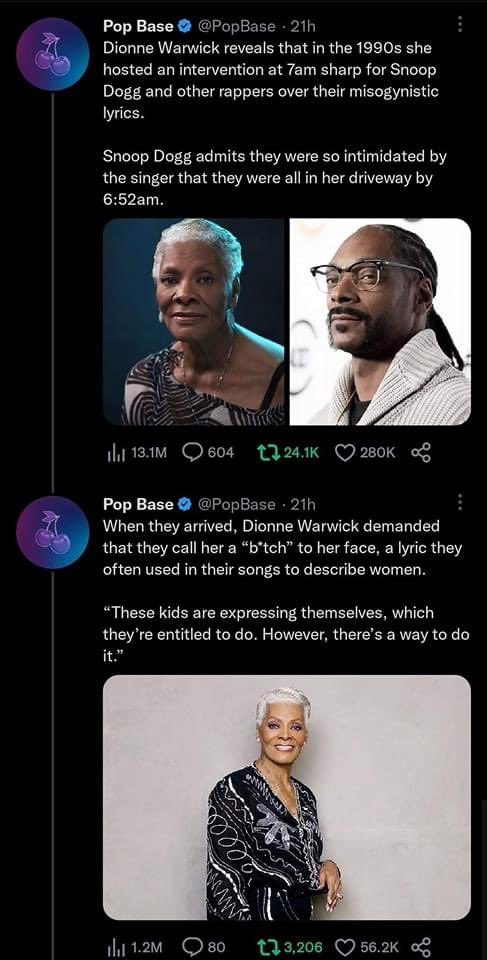 Pop Base @PopBase · 21h
Dionne Warwick reveals that in the 1990s she
hosted an intervention at 7am sharp for Snoop
Dogg and other rappers over their misogynistic
lyrics.
Snoop Dogg admits they were so intimidated by
the singer that they were all in her driveway by
6:52am.
13.1M 604 24.1K 280K
Pop Base @PopBase · 21h
When they arrived, Dionne Warwick demanded
that they call her a “b*tch” to her face, a lyric they
often used in their songs to describe women.
“These kids are expressing themselves, which
they’re entitled to do. However, there’s a way to do
it.”
1.2M 80 3,206 56.2K